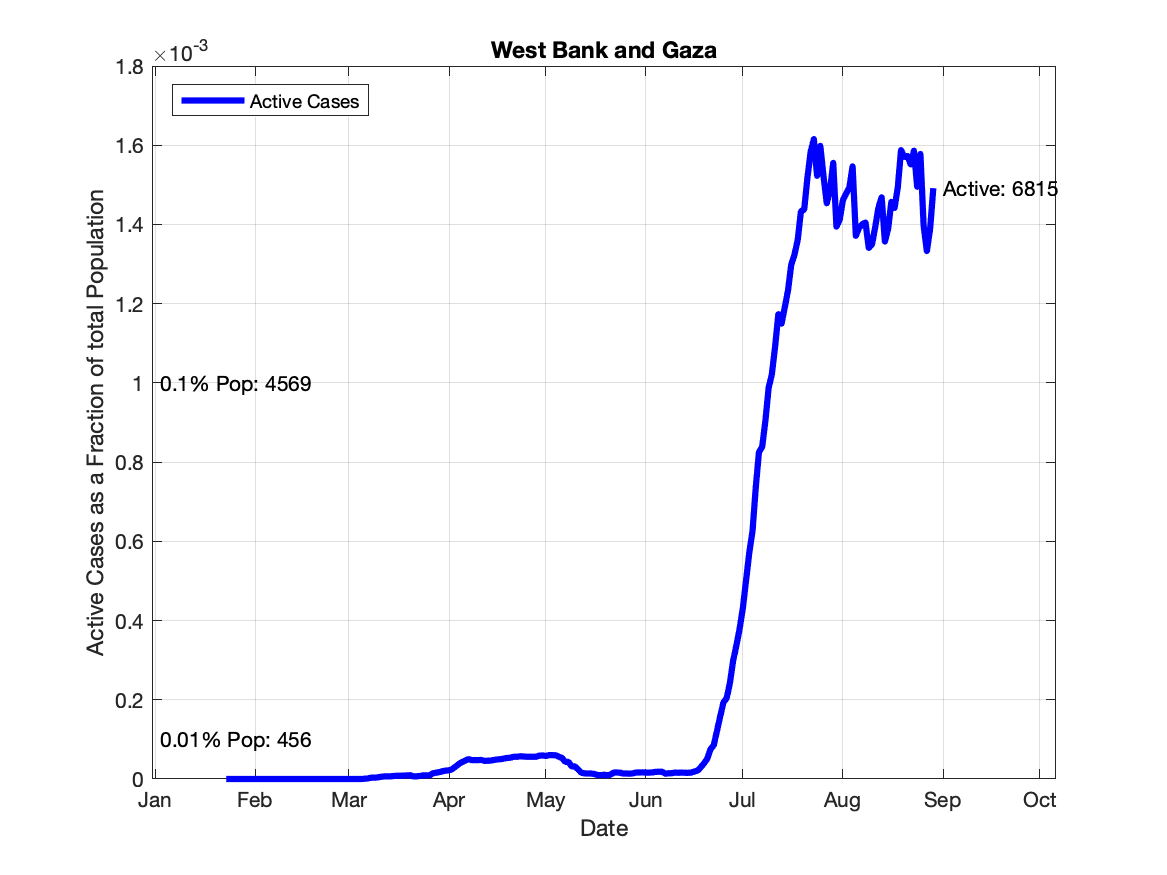 West Bank and Gaza
×10⁻³
1.8
1.6
1.4
1.2
1
0.8
0.6
0.4
0.2
0
Active Cases as a Fraction of total Population
Active Cases
Active: 6815
0.1% Pop: 4569
0.01% Pop: 456
Jan Feb Mar Apr May Jun Jul Aug Sep Oct
Date